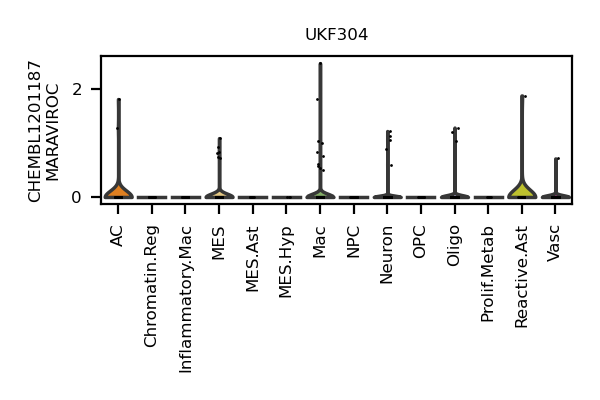 UKF304
CHEMBL1201187
MARAVIROC
2
0
AC
Chromatin.Reg
Inflammatory.Mac
MES
MES.Ast
MES.Hyp
Mac
NPC
Neuron
OPC
Oligo
Prolif.Metab
Reactive.Ast
Vasc